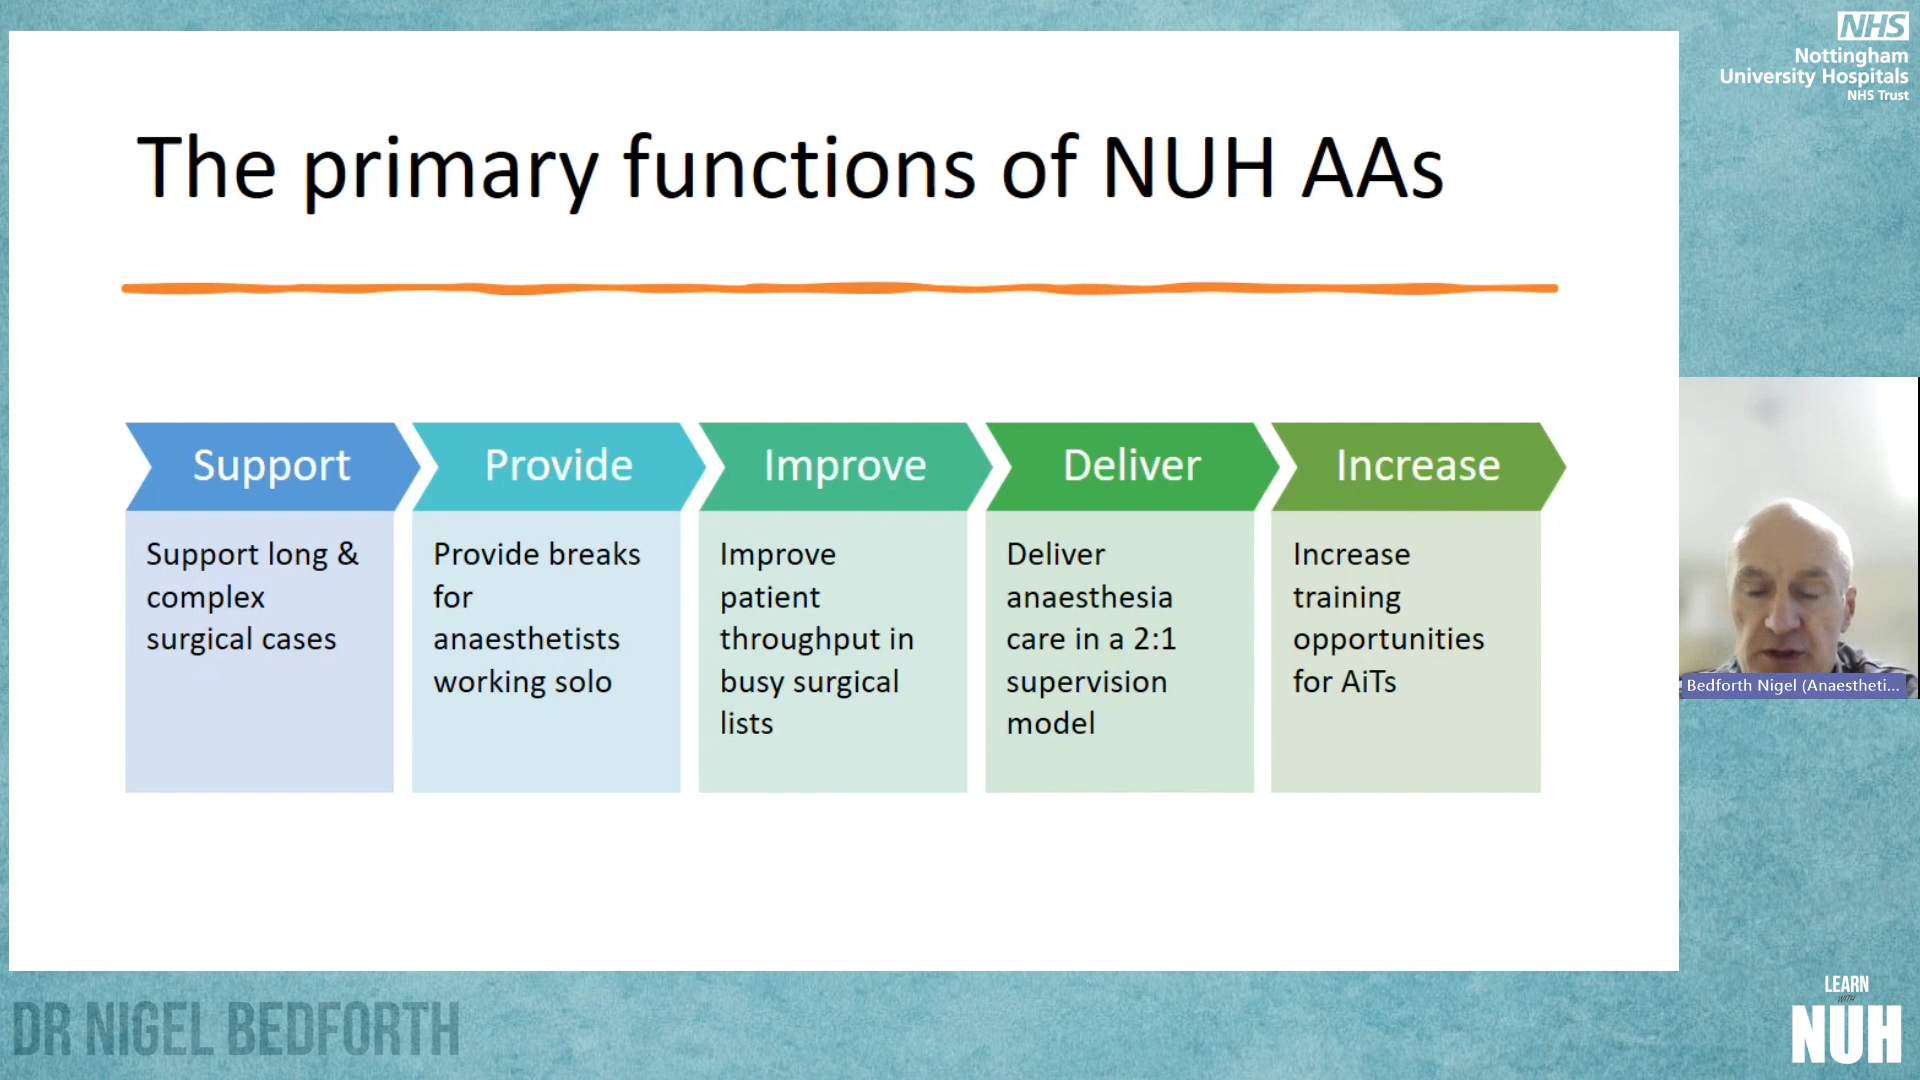 NHS
Nottingham
University Hospitals
NHS Trust
The primary functions of NUH AAs
Support
Support long &
complex
surgical cases
Provide
Provide breaks
for
anaesthetists
working solo
Improve
Improve
patient
throughput in
busy surgical
lists
Deliver
Deliver
anaesthesia
care in a 2:1
supervision
model
Increase
Increase
training
opportunities
for AiTs
Bedforth Nigel (Anaestheti...
DR NIGEL BEDFORTH
LEARN
WITH
NUH